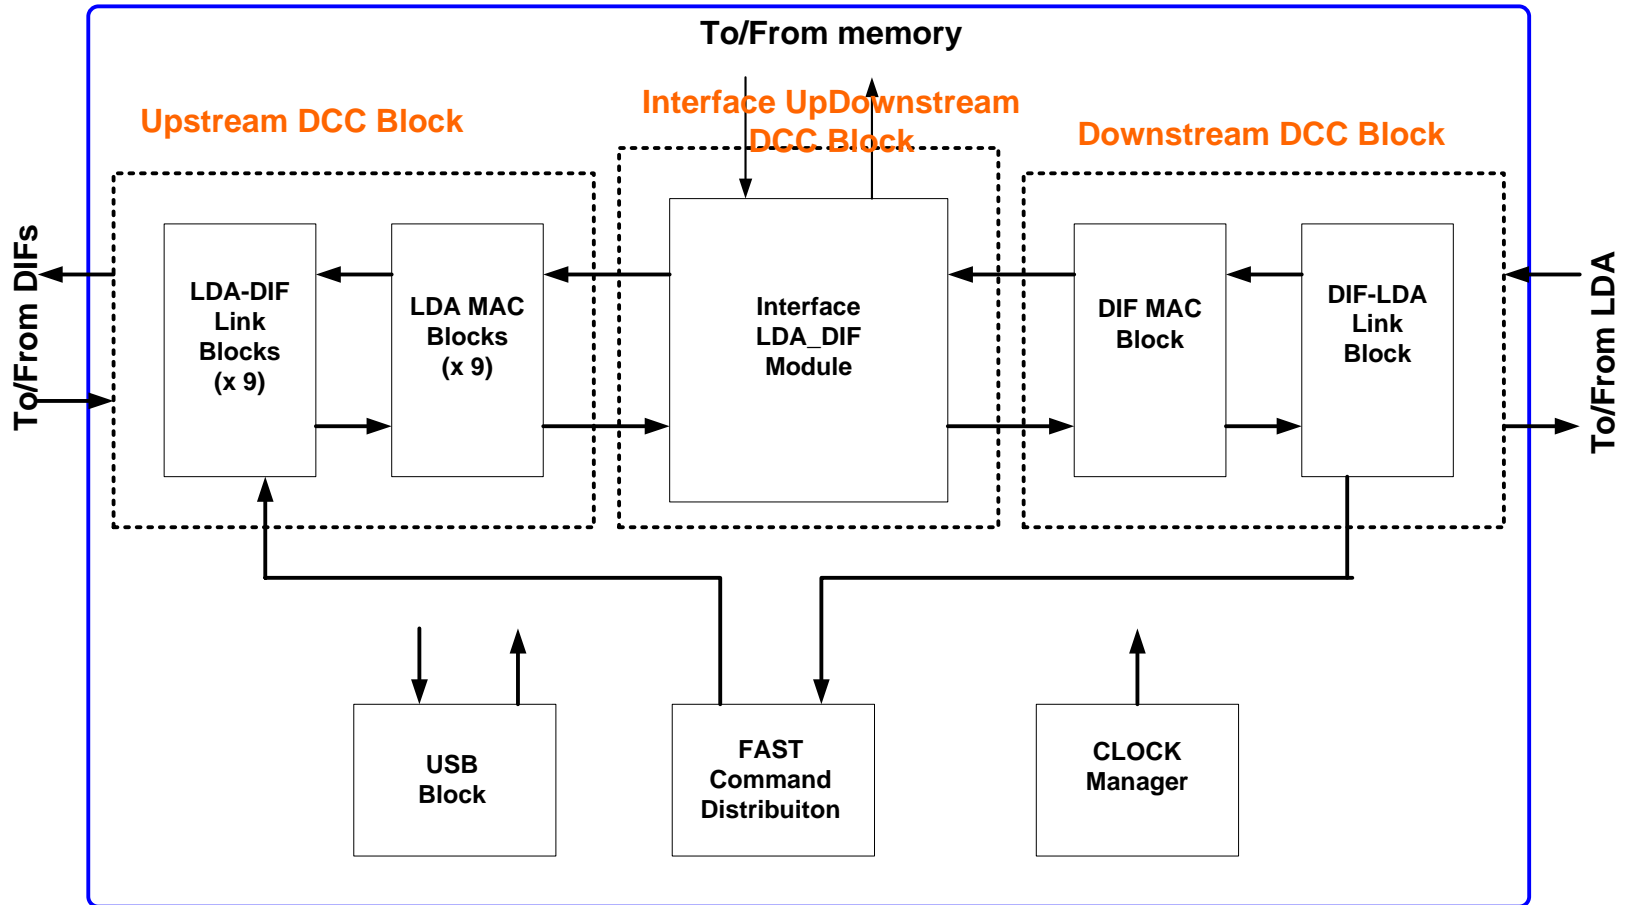 To/From memory
Upstream DCC Block
Interface UpDownstream
DCC Block
Downstream DCC Block
To/From DIFs
LDA-DIF
Link
Blocks
(x 9)
LDA MAC
Blocks
(x 9)
Interface
LDA_DIF
Module
DIF MAC
Block
DIF-LDA
Link
Block
To/From LDA
USB
Block
FAST
Command
Distribuiton
CLOCK
Manager